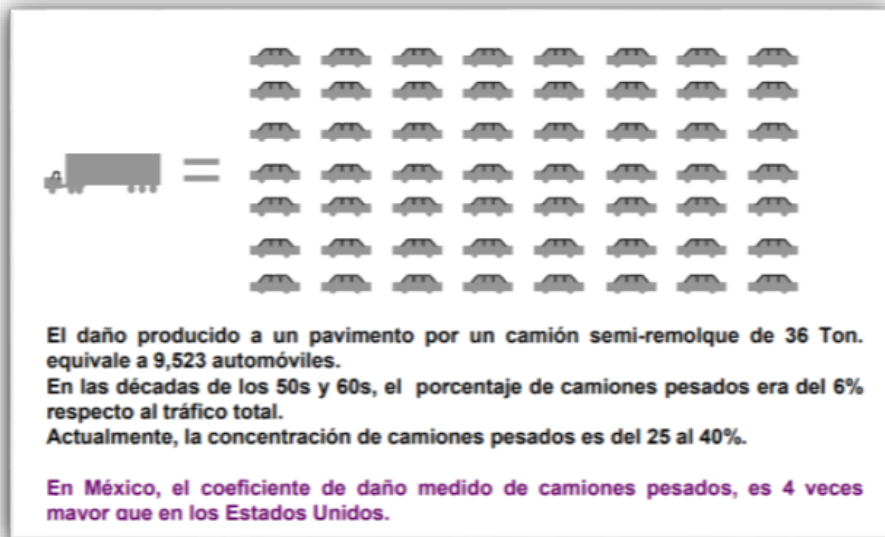 El daño producido a un pavimento por un camión semi-remolque de 36 Ton.
equivale a 9,523 automóviles.
En las décadas de los 50s y 60s, el porcentaje de camiones pesados era del 6%
respecto al tráfico total.
Actualmente, la concentración de camiones pesados es del 25 al 40%.
En México, el coeficiente de daño medido de camiones pesados, es 4 veces
mayor que en los Estados Unidos.